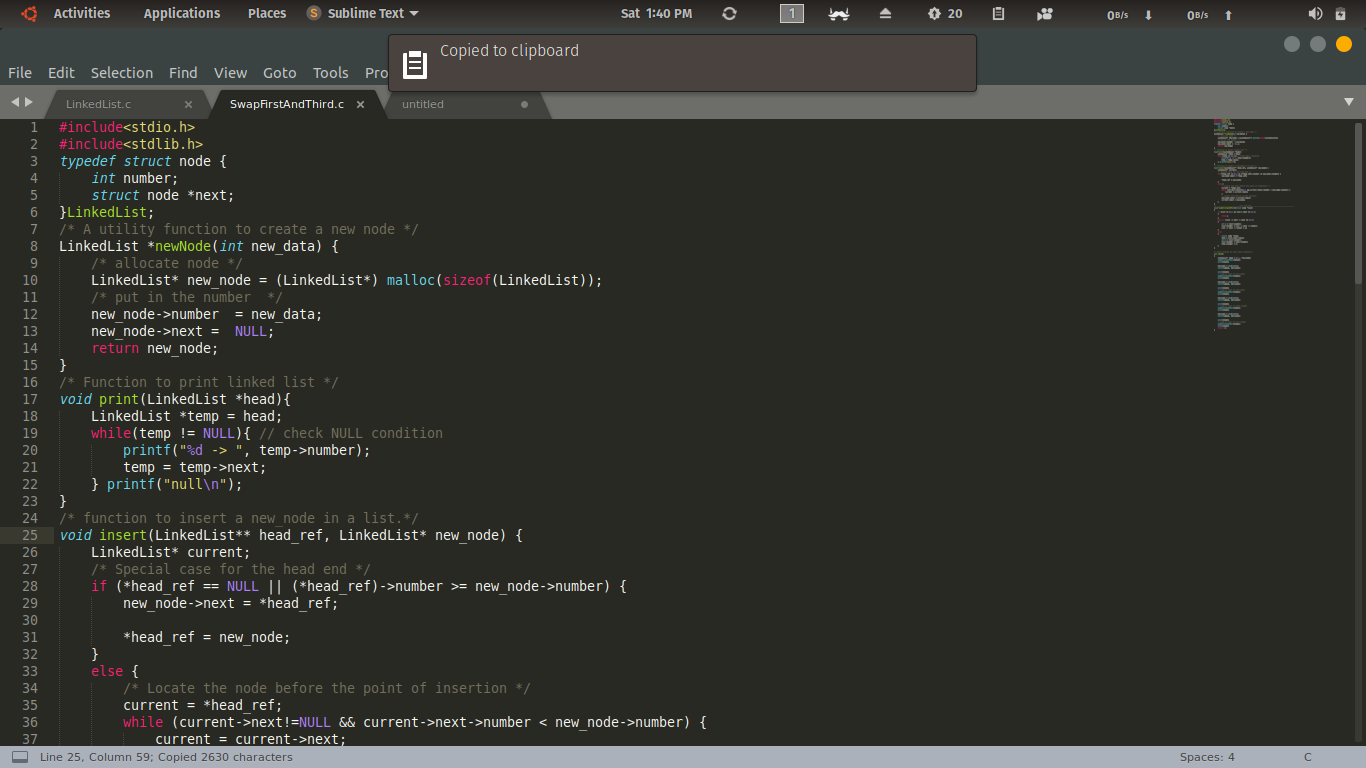 Activities Applications Places Sublime Text Sat 1:40 PM 1 20 0B/s 0B/s
Copied to clipboard
File Edit Selection Find View Goto Tools Pro
LinkedList.c SwapFirstAndThird.c untitled
1 #include<stdio.h>
2 #include<stdlib.h>
3 typedef struct node {
4 int number;
5 struct node *next;
6 }LinkedList;
7 /* A utility function to create a new node */
8 LinkedList *newNode(int new_data) {
9 /* allocate node */
10 LinkedList* new_node = (LinkedList*) malloc(sizeof(LinkedList));
11 /* put in the number  */
12 new_node->number  = new_data;
13 new_node->next =  NULL;
14 return new_node;
15 }
16 /* Function to print linked list */
17 void print(LinkedList *head){
18 LinkedList *temp = head;
19 while(temp != NULL){ // check NULL condition
20 printf("%d -> ", temp->number);
21 temp = temp->next;
22 } printf("null\n");
23 }
24 /* function to insert a new_node in a list.*/
25 void insert(LinkedList** head_ref, LinkedList* new_node) {
26 LinkedList* current;
27 /* Special case for the head end */
28 if (*head_ref == NULL || (*head_ref)->number >= new_node->number) {
29 new_node->next = *head_ref;
30
31 *head_ref = new_node;
32 }
33 else {
34 /* Locate the node before the point of insertion */
35 current = *head_ref;
36 while (current->next!=NULL && current->next->number < new_node->number) {
37 current = current->next;
Line 25, Column 59; Copied 2630 characters Spaces: 4 C